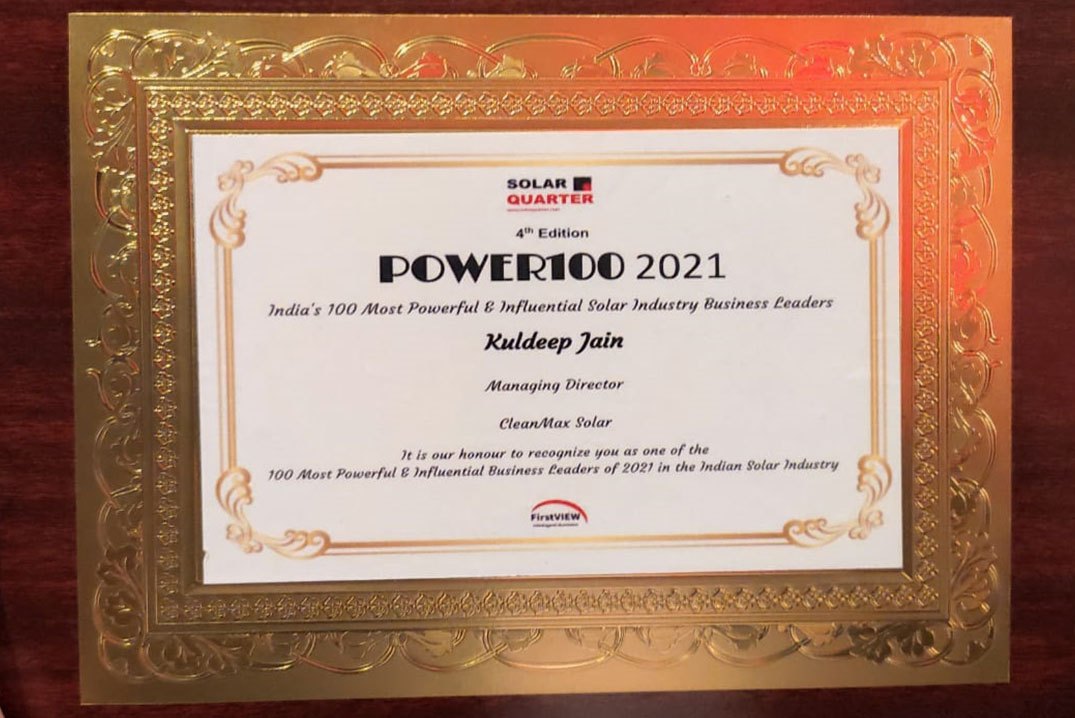 SOLAR
QUARTER
4th Edition
POWER100 2021
India's 100 Most Powerful & Influential Solar Industry Business Leaders
Kuldeep Jain
Managing Director
CleanMax Solar
It is our honour to recognize you as one of the
100 Most Powerful & Influential Business Leaders of 2021 in the Indian Solar Industry
FirstVIEW